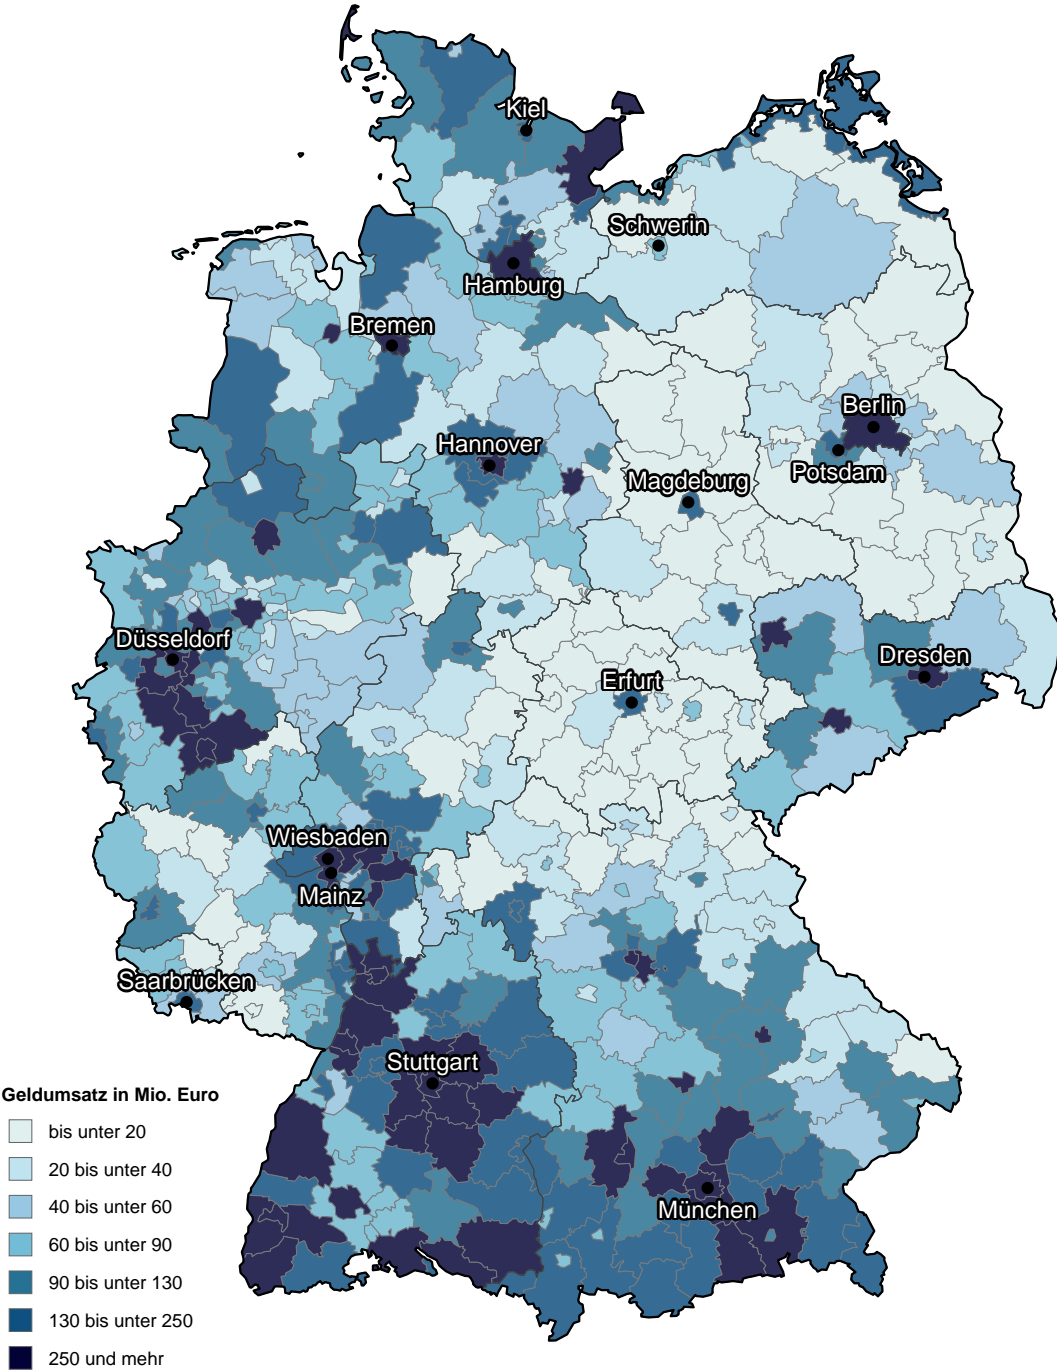 Kiel
Schwerin
Hamburg
Bremen
Berlin
Hannover
Potsdam
Magdeburg
Düsseldorf
Dresden
Erfurt
Wiesbaden
Mainz
Saarbrücken
Stuttgart
München
Geldumsatz in Mio. Euro
bis unter 20
20 bis unter 40
40 bis unter 60
60 bis unter 90
90 bis unter 130
130 bis unter 250
250 und mehr